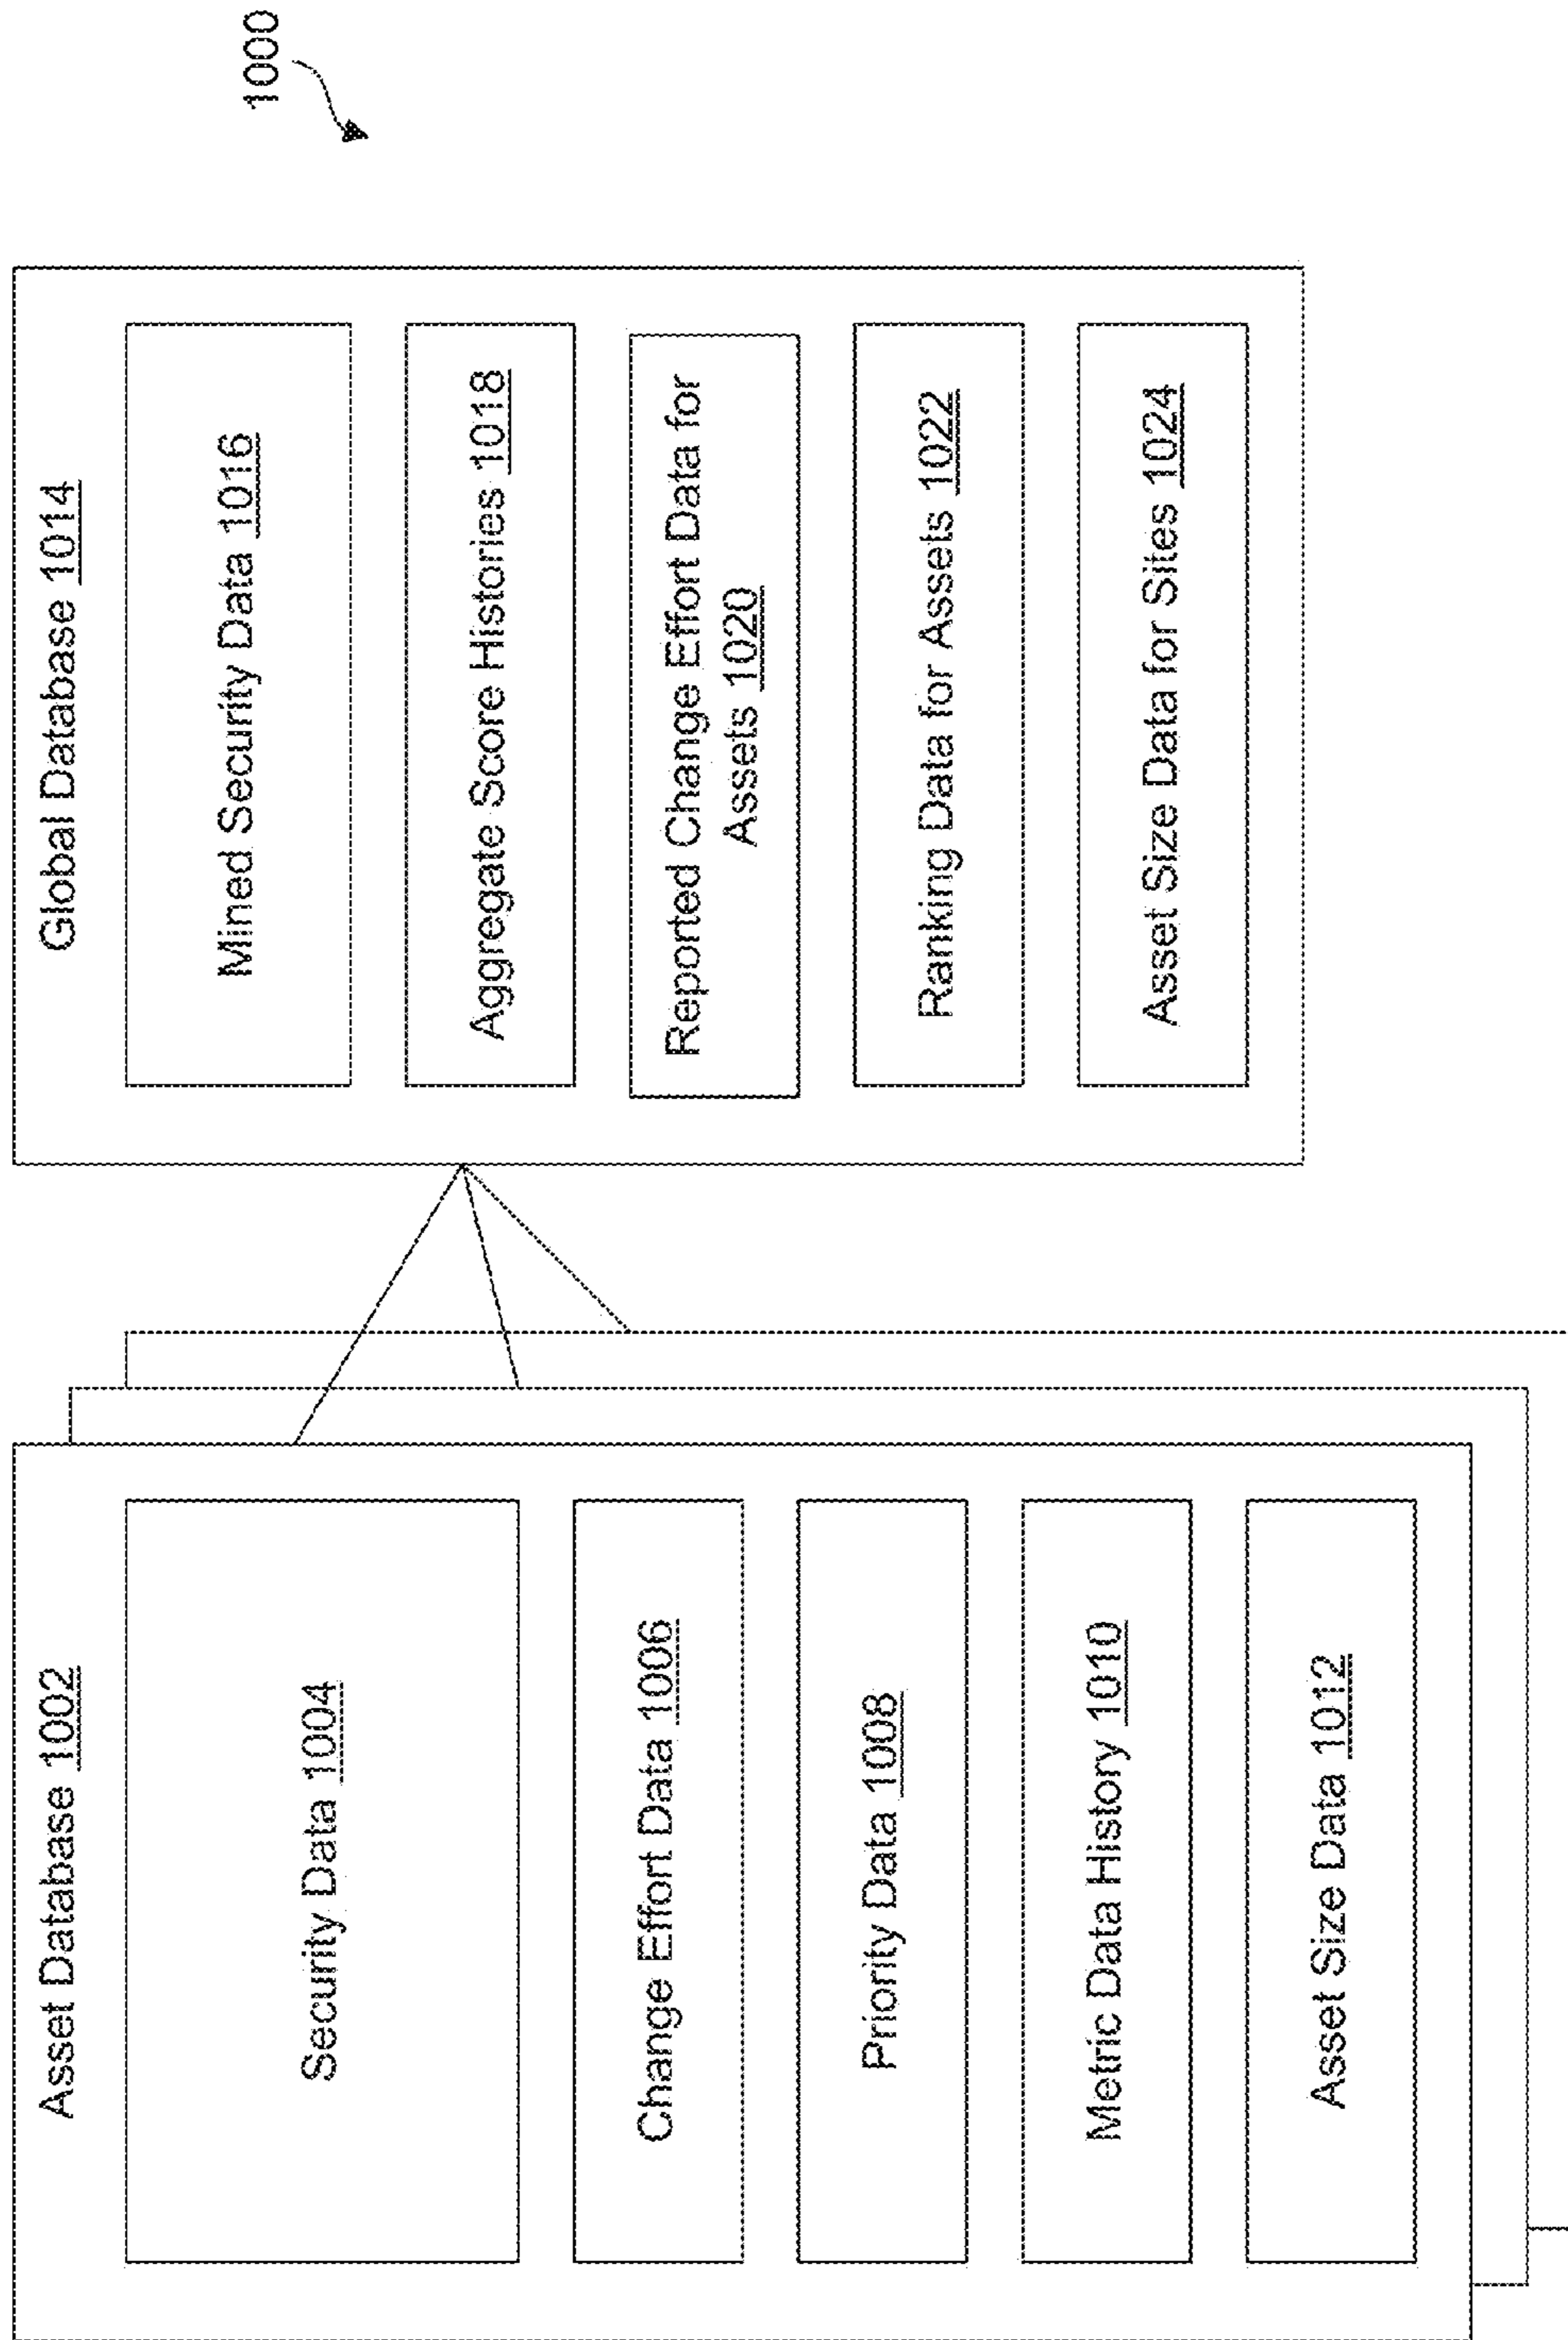 1000
Asset Database 1002
Security Data 1004
Change Effort Data 1006
Priority Data 1008
Metric Data History 1010
Asset Size Data 1012
Global Database 1014
Mined Security Data 1016
Aggregate Score Histories 1018
Reported Change Effort Data for
Assets 1020
Ranking Data for Assets 1022
Asset Size Data for Sites 1024